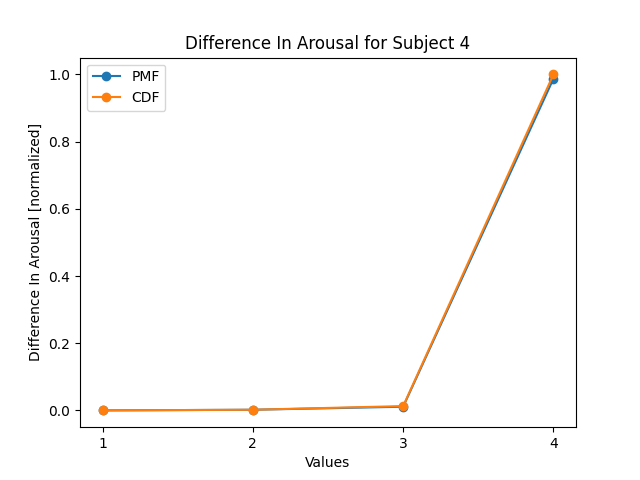 Difference In Arousal for Subject 4
PMF
CDF
Difference In Arousal [normalized]
1.0
0.8
0.6
0.4
0.2
0.0
1 2 3 4
Values